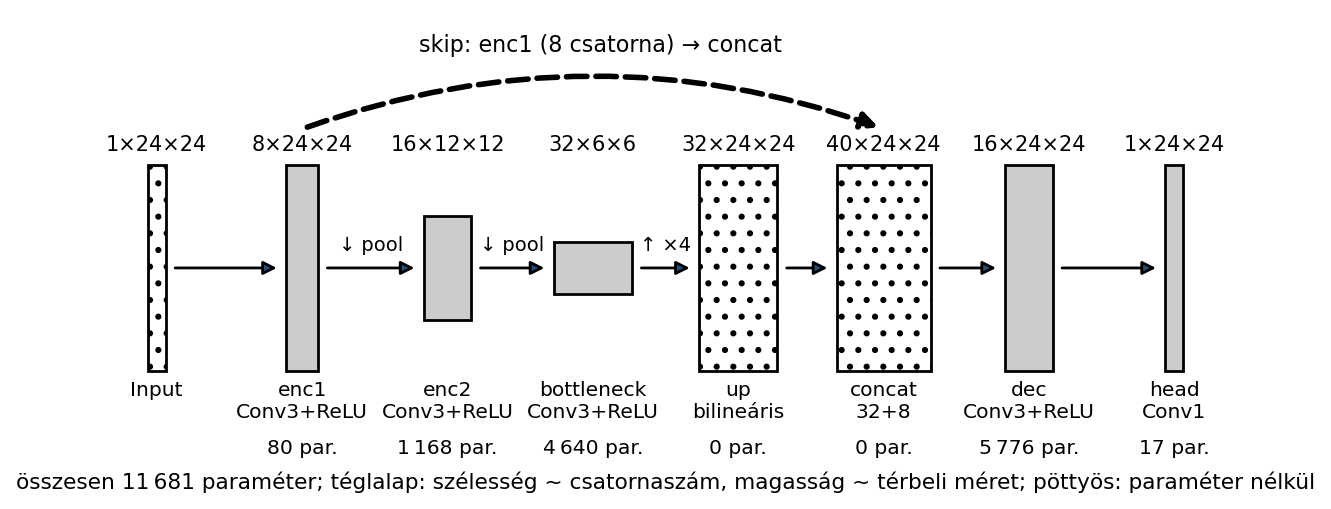 skip: enc1 (8 csatorna) → concat
1×24×24 8×24×24 16×12×12 32×6×6 32×24×24 40×24×24 16×24×24 1×24×24
↓ pool ↓ pool ↑ ×4
Input enc1 enc2 bottleneck up concat dec head
Conv3+ReLU Conv3+ReLU Conv3+ReLU bilineáris 32+8 Conv3+ReLU Conv1
80 par. 1 168 par. 4 640 par. 0 par. 0 par. 5 776 par. 17 par.
összesen 11 681 paraméter; téglalap: szélesség ~ csatornaszám, magasság ~ térbeli méret; pöttyös: paraméter nélkül